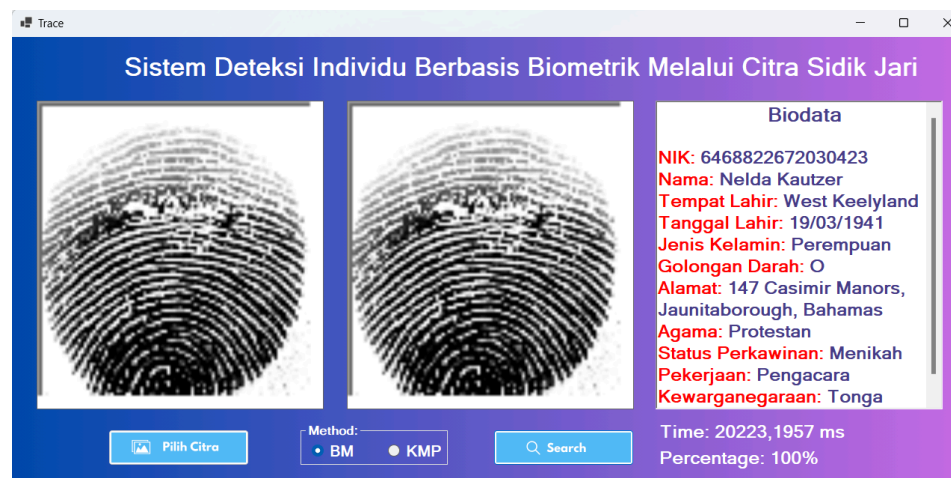 Trace
Sistem Deteksi Individu Berbasis Biometrik Melalui Citra Sidik Jari
Biodata
NIK: 6468822672030423
Nama: Nelda Kautzer
Tempat Lahir: West Keelyland
Tanggal Lahir: 19/03/1941
Jenis Kelamin: Perempuan
Golongan Darah: O
Alamat: 147 Casimir Manors,
Jaunitaborough, Bahamas
Agama: Protestan
Status Perkawinan: Menikah
Pekerjaan: Pengacara
Kewarganegaraan: Tonga
Pilih Citra
Method:
BM
KMP
Search
Time: 20223,1957 ms
Percentage: 100%